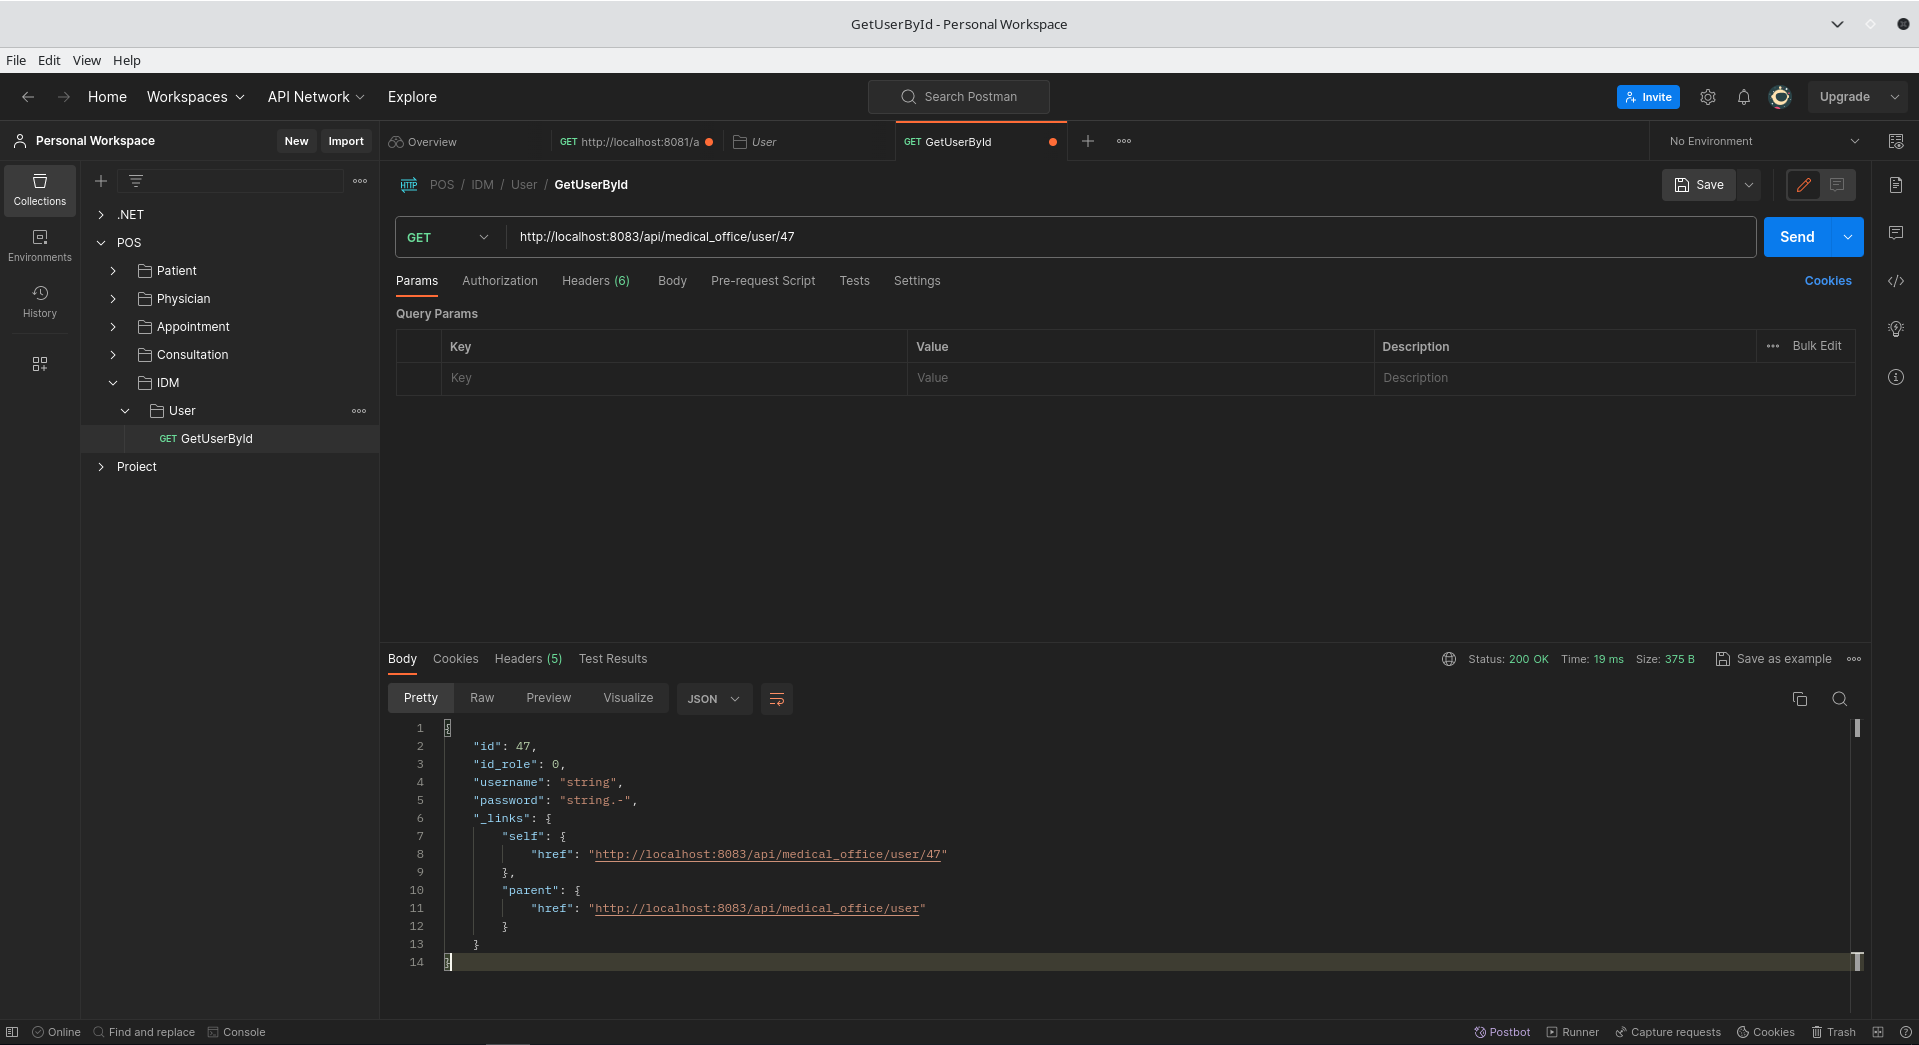 GetUserById - Personal Workspace
File Edit View Help
Home Workspaces API Network Explore
Search Postman
Invite
Upgrade
Personal Workspace
New Import
Overview
GET http://localhost:8081/a
User
GET GetUserById
No Environment
Collections
Environments
History
.NET
POS
Patient
Physician
Appointment
Consultation
IDM
User
GET GetUserById
Proiect
HTTP POS / IDM / User / GetUserById
Save
GET http://localhost:8083/api/medical_office/user/47
Send
Params Authorization Headers (6) Body Pre-request Script Tests Settings
Cookies
Query Params
Key Value Description Bulk Edit
Key Value Description
Body Cookies Headers (5) Test Results
Status: 200 OK Time: 19 ms Size: 375 B Save as example
Pretty Raw Preview Visualize JSON
1 {
2 "id": 47,
3 "id_role": 0,
4 "username": "string",
5 "password": "string.-",
6 "_links": {
7 "self": {
8 "href": "http://localhost:8083/api/medical_office/user/47"
9 },
10 "parent": {
11 "href": "http://localhost:8083/api/medical_office/user"
12 }
13 }
14 }
Online Find and replace Console
Postbot Runner Capture requests Cookies Trash